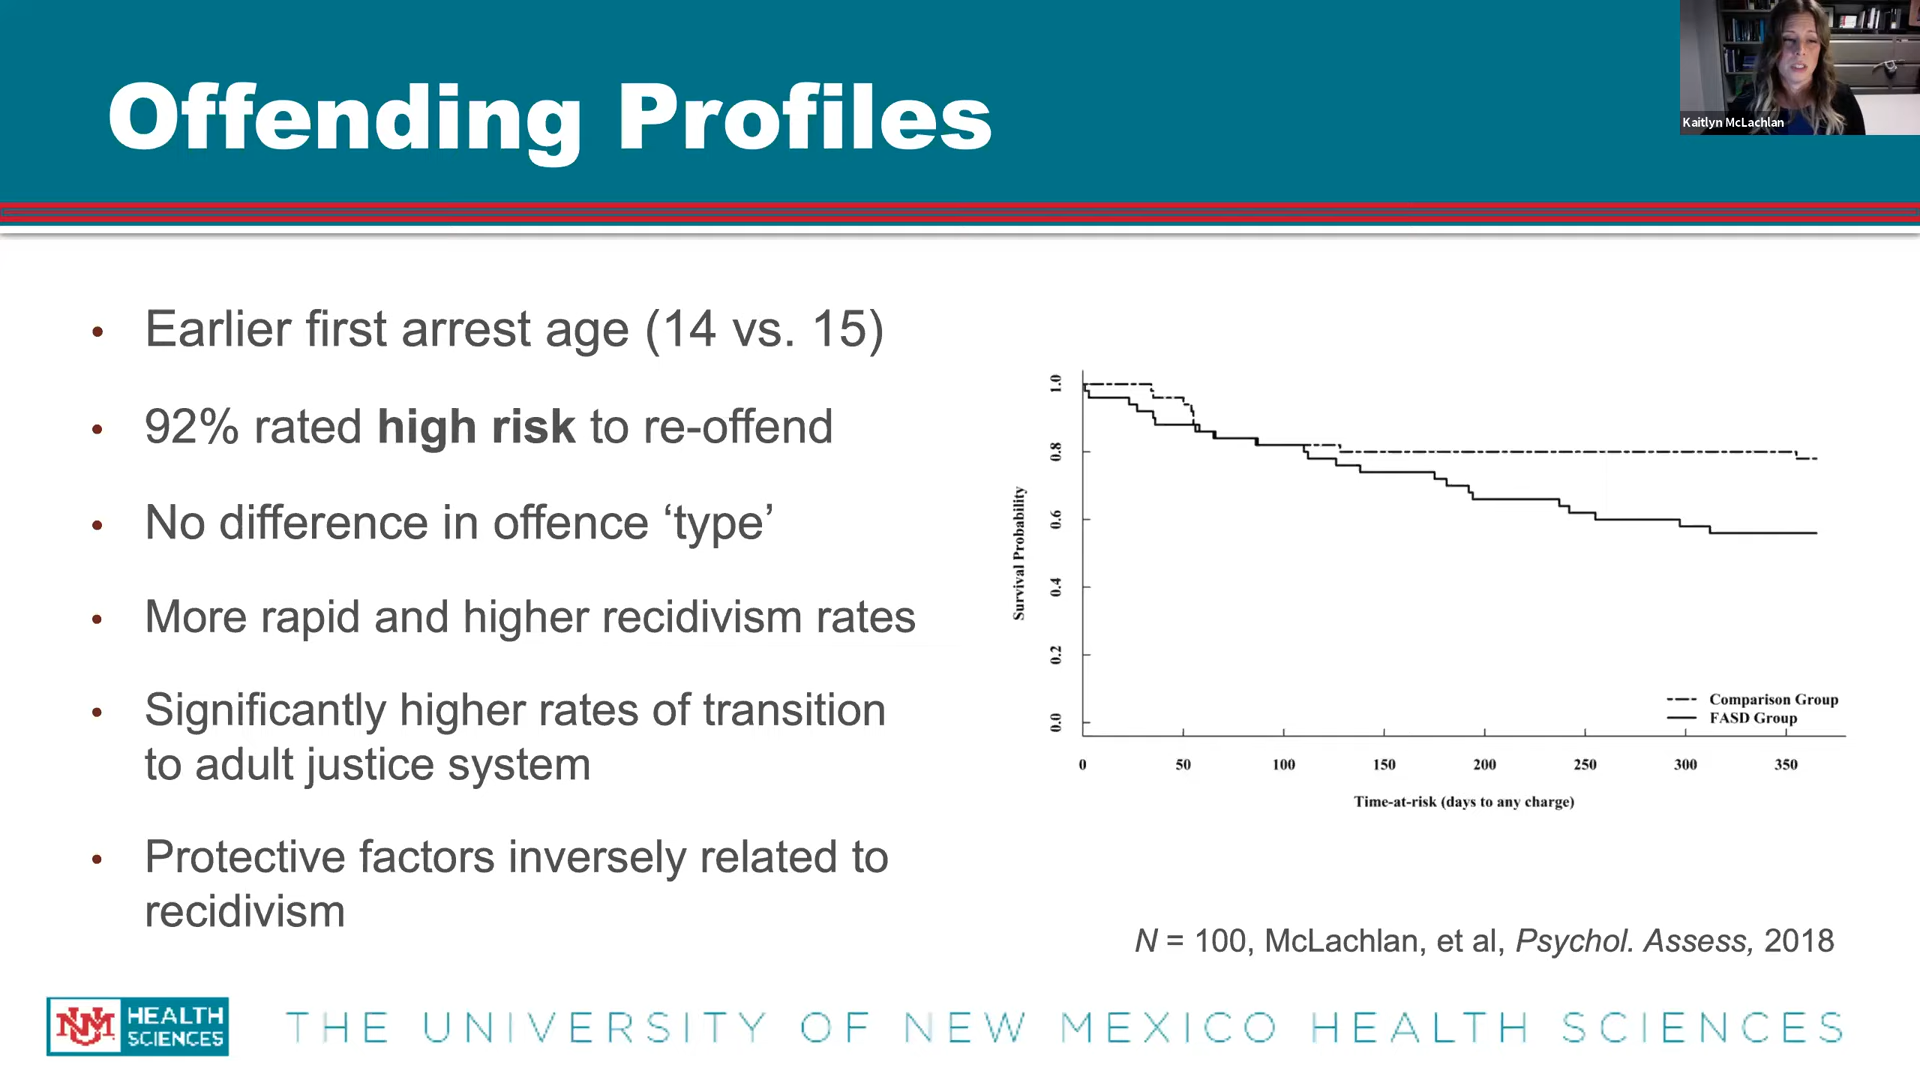 Offending Profiles
Kaitlyn McLachlan
• Earlier first arrest age (14 vs. 15)
• 92% rated high risk to re-offend
• No difference in offence ‘type’
• More rapid and higher recidivism rates
• Significantly higher rates of transition
to adult justice system
• Protective factors inversely related to
recidivism
Survival Probability
1.0
0.8
0.6
0.4
0.2
0.0
Comparison Group
FASD Group
0 50 100 150 200 250 300 350
Time-at-risk (days to any charge)
N = 100, McLachlan, et al, Psychol. Assess, 2018
UNM HEALTH
SCIENCES
THE UNIVERSITY OF NEW MEXICO HEALTH SCIENCES